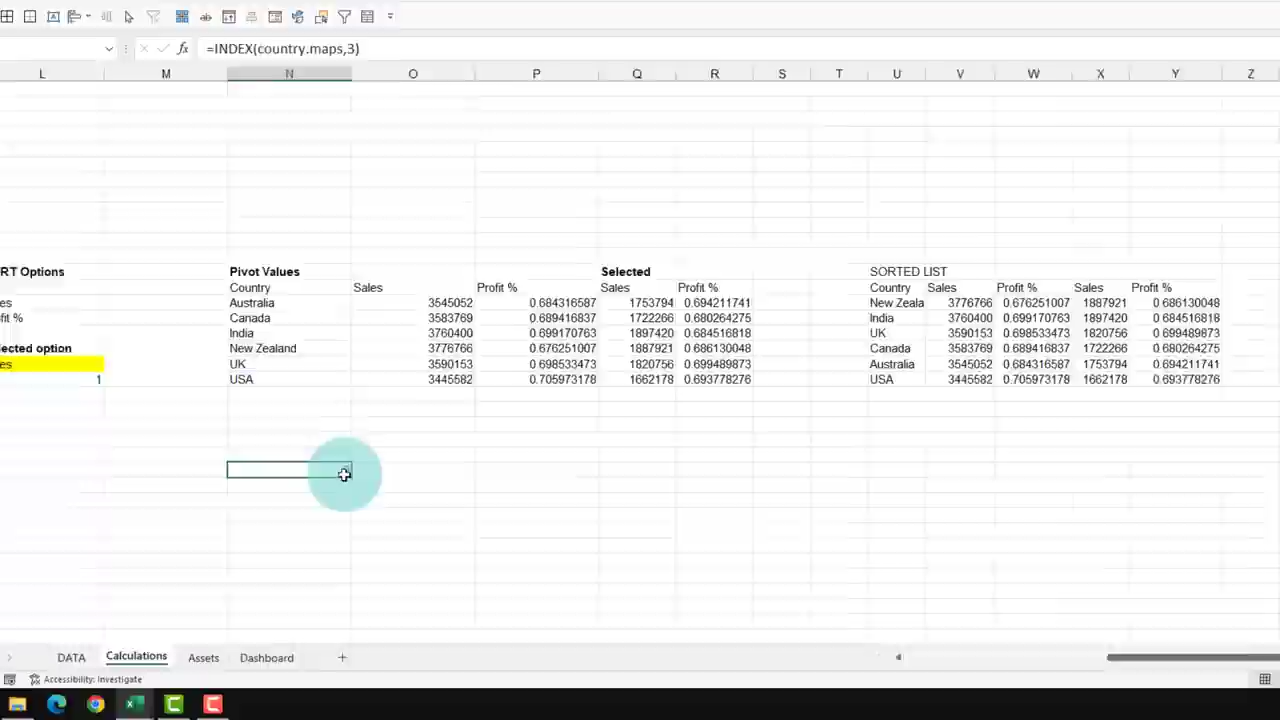 =INDEX(country.maps,3)
L M N O P Q R S T U V W X Y Z
RT Options Pivot Values Selected SORTED LIST
Country Sales Profit % Sales Profit % Country Sales Profit % Sales Profit %
es Australia 3545052 0.684316587 1753794 0.694211741 New Zeala 3776766 0.676251007 1887921 0.686130048
fit % Canada 3583769 0.689416837 1722266 0.680264275 India 3760400 0.699170763 1897420 0.684516818
India 3760400 0.699170763 1897420 0.684516818 UK 3590153 0.698533473 1820756 0.699489873
lected option New Zealand 3776766 0.676251007 1887921 0.686130048 Canada 3583769 0.689416837 1722266 0.680264275
es UK 3590153 0.698533473 1820756 0.699489873 Australia 3545052 0.684316587 1753794 0.694211741
1 USA 3445582 0.705973178 1662178 0.693778276 USA 3445582 0.705973178 1662178 0.693778276
DATA Calculations Assets Dashboard
Accessibility: Investigate